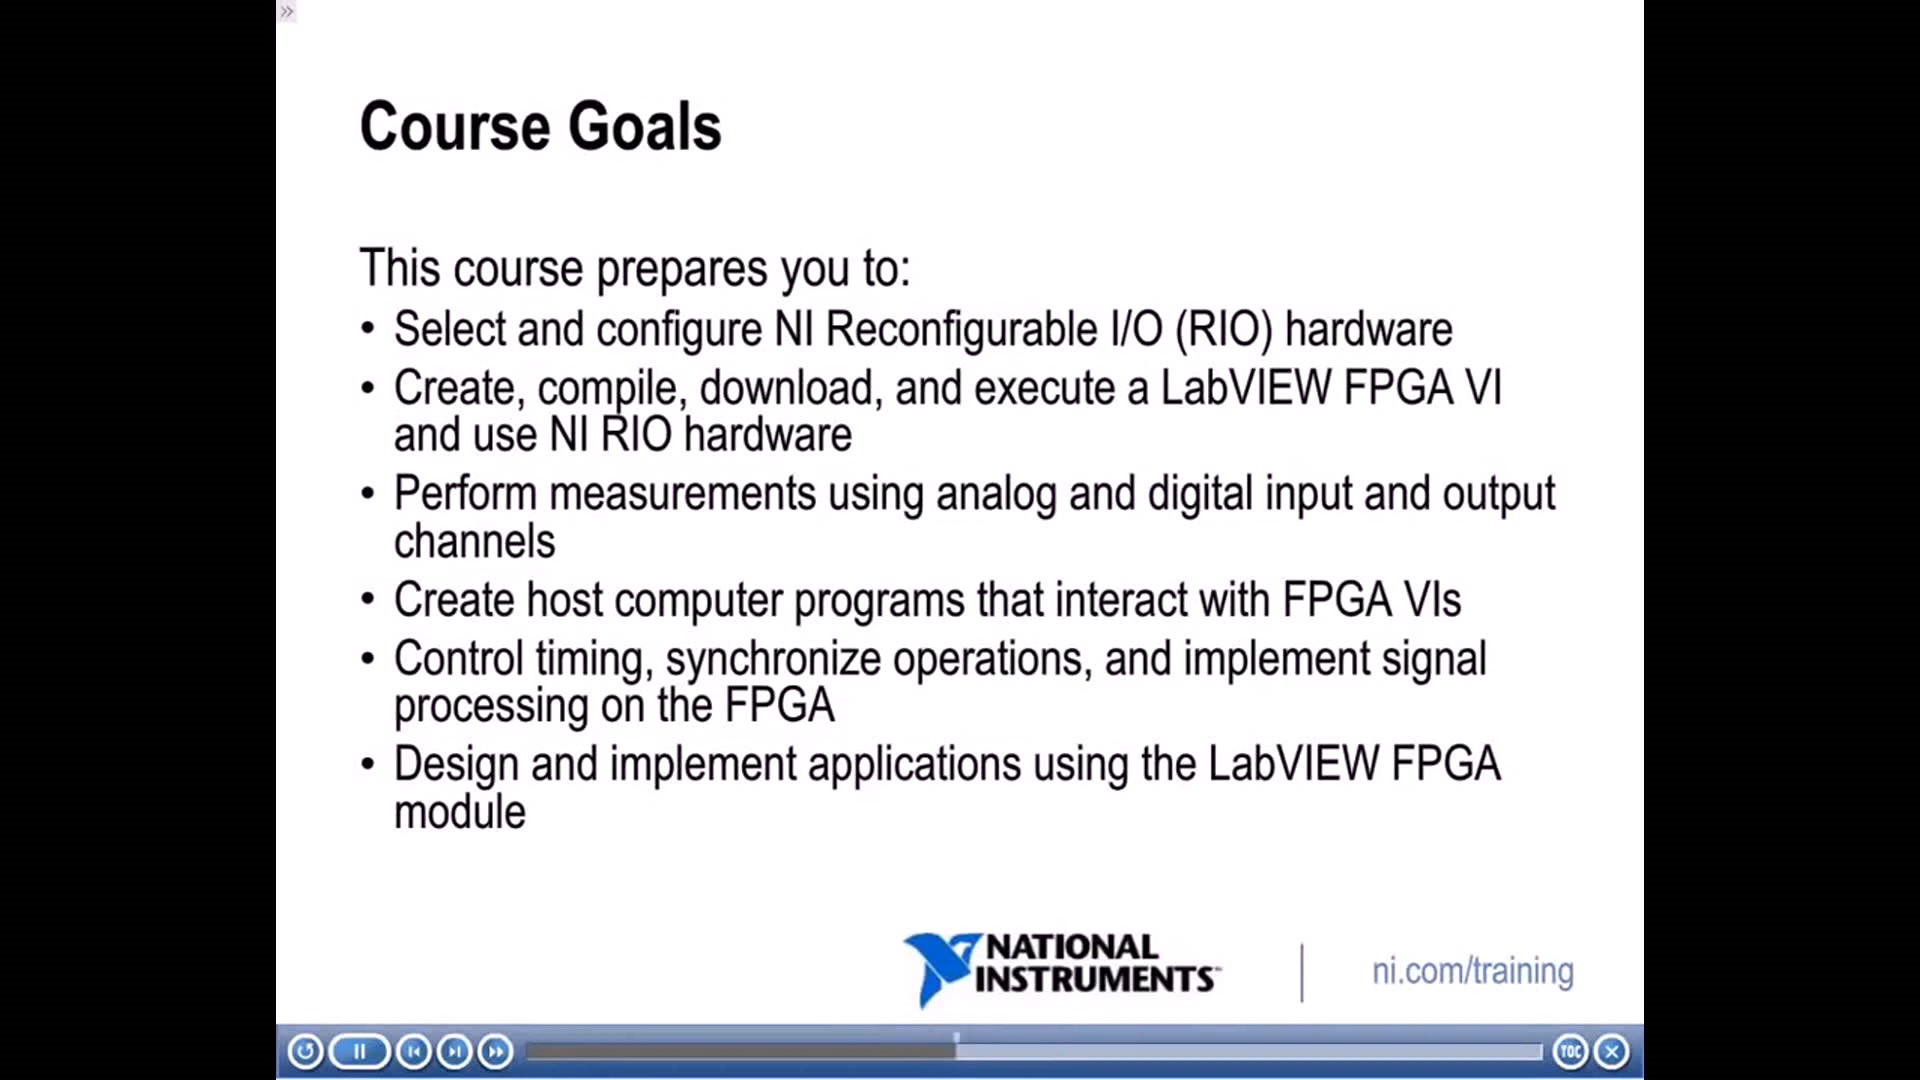 »
Course Goals
This course prepares you to:
• Select and configure NI Reconfigurable I/O (RIO) hardware
• Create, compile, download, and execute a LabVIEW FPGA VI
and use NI RIO hardware
• Perform measurements using analog and digital input and output
channels
• Create host computer programs that interact with FPGA VIs
• Control timing, synchronize operations, and implement signal
processing on the FPGA
• Design and implement applications using the LabVIEW FPGA
module
NATIONAL
INSTRUMENTS™
ni.com/training
TOC